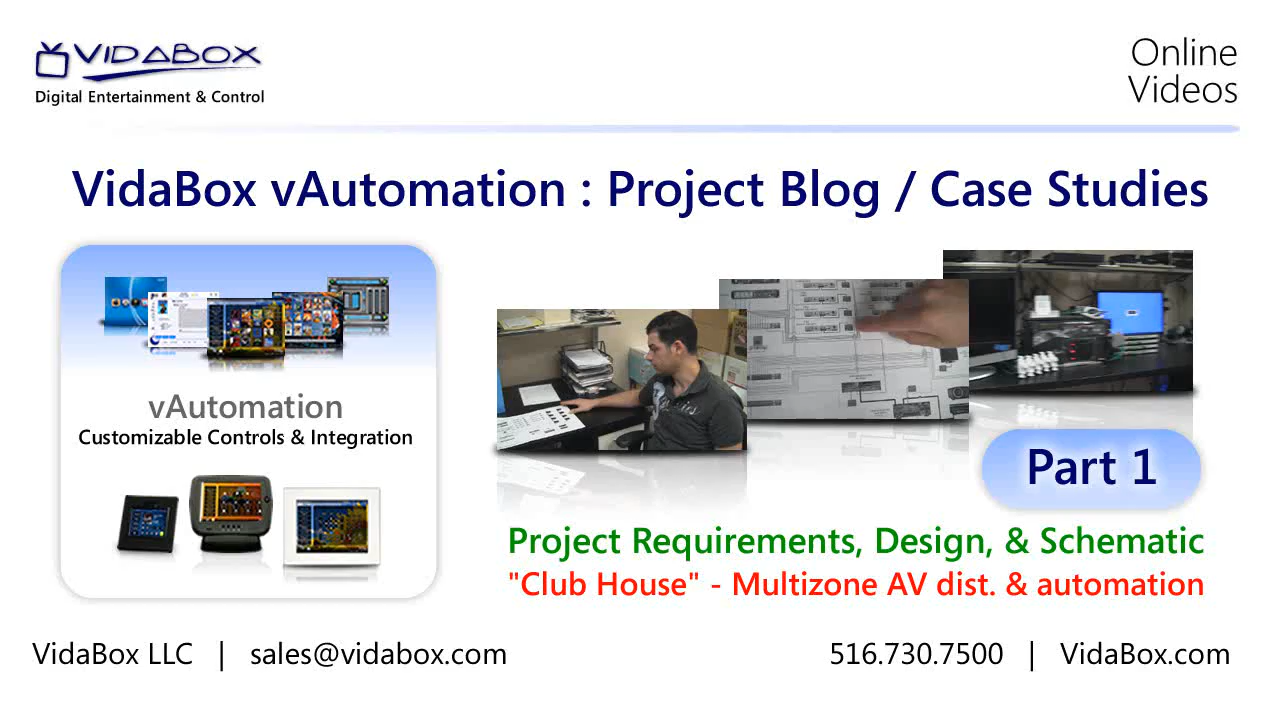 VIDABOX
Digital Entertainment & Control
Online
Videos
VidaBox vAutomation : Project Blog / Case Studies
vAutomation
Customizable Controls & Integration
Part 1
Project Requirements, Design, & Schematic
"Club House" - Multizone AV dist. & automation
VidaBox LLC | sales@vidabox.com
516.730.7500 | VidaBox.com